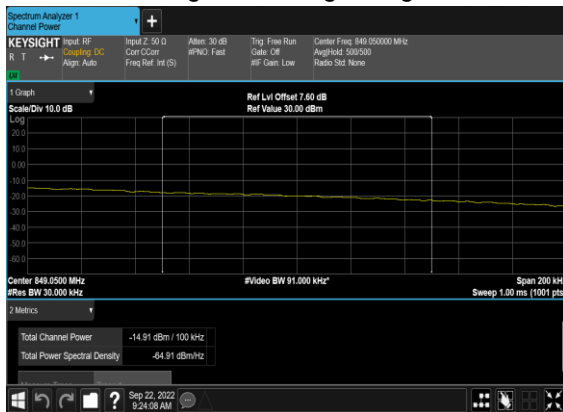 Spectrum Analyzer 1
Channel Power
+
KEYSIGHT Input: RF
R T Coupling: DC
Align: Auto
LXI
Input Z: 50 Ω
Corr CCorr
Freq Ref: Int (S)
Atten: 30 dB
#PNO: Fast
Trig: Free Run
Gate: Off
#IF Gain: Low
Center Freq: 849.050000 MHz
Avg|Hold: 500/500
Radio Std: None
1 Graph
Scale/Div 10.0 dB
Ref Lvl Offset 7.60 dB
Ref Value 30.00 dBm
Log
20.0
10.0
0.00
-10.0
-20.0
-30.0
-40.0
-50.0
-60.0
Center 849.0500 MHz
#Res BW 30.000 kHz
#Video BW 91.000 kHz*
Span 200 kH
Sweep 1.00 ms (1001 pts
2 Metrics
Total Channel Power -14.91 dBm / 100 kHz
Total Power Spectral Density -64.91 dBm/Hz
?
Sep 22, 2022
9:24:08 AM